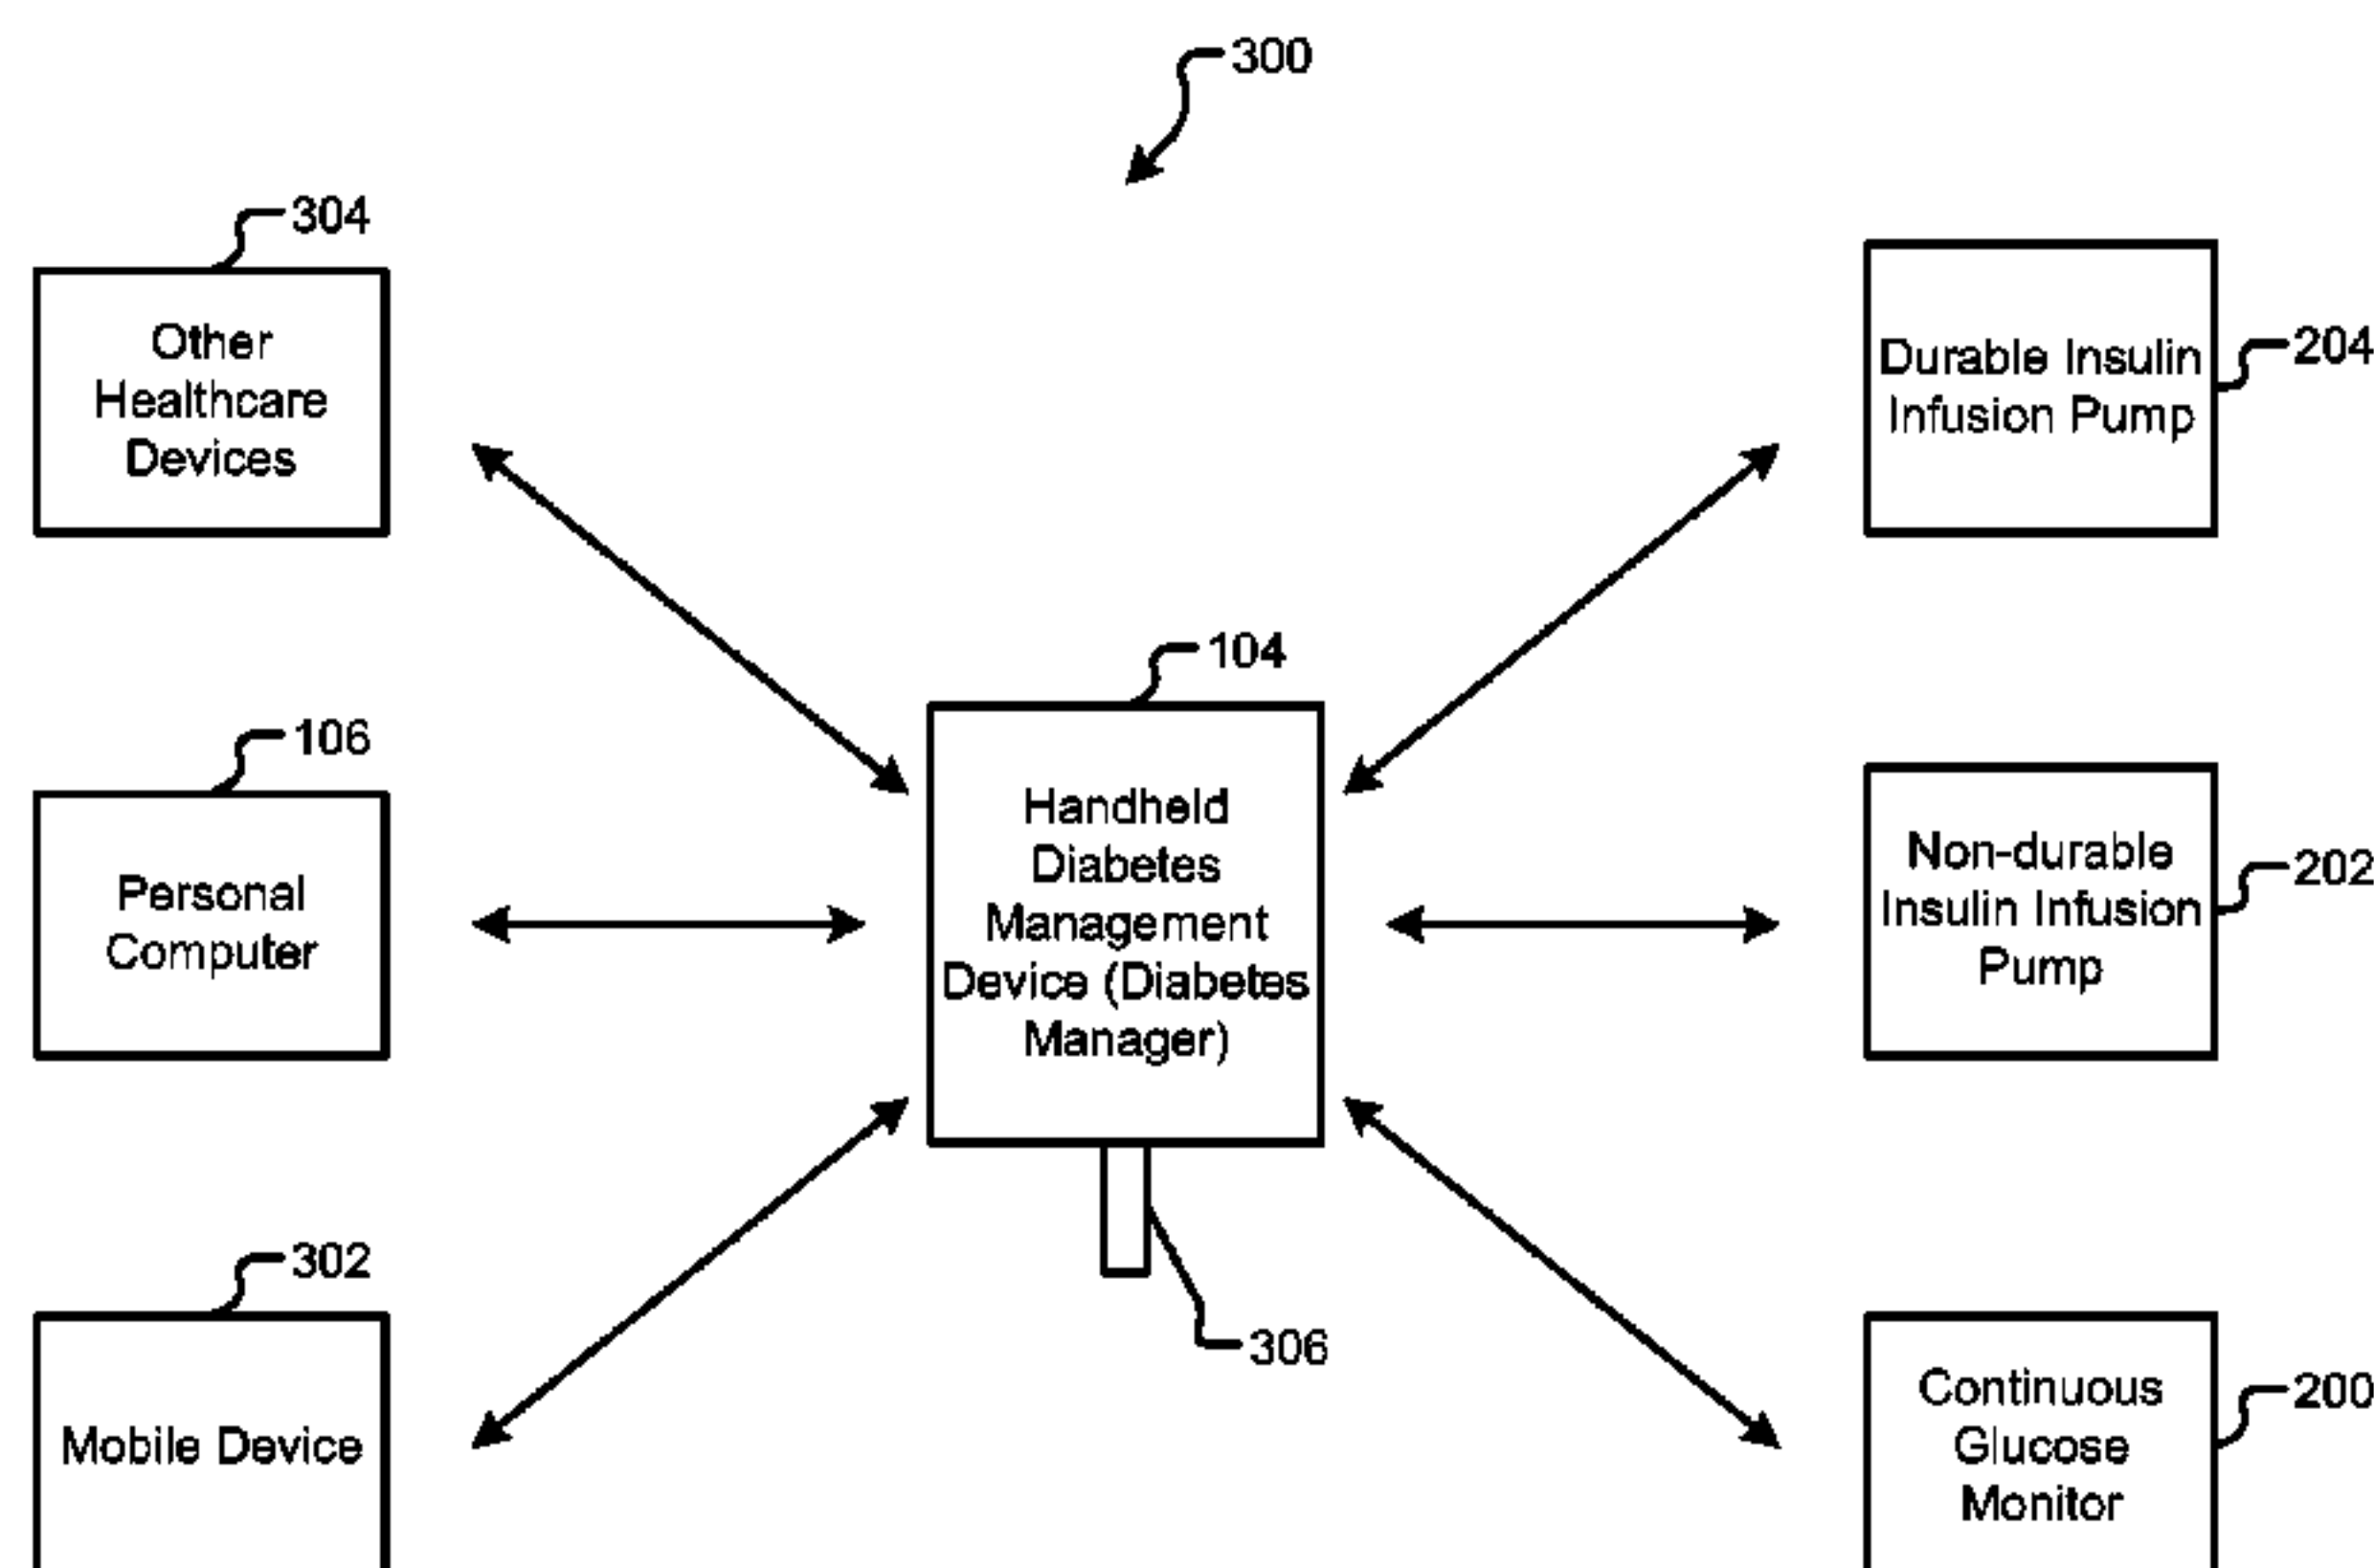 300
304
Other
Healthcare
Devices
Durable Insulin
Infusion Pump
204
104
106
Personal
Computer
Handheld
Diabetes
Management
Device (Diabetes
Manager)
Non-durable
Insulin Infusion
Pump
202
302
Mobile Device
306
Continuous
Glucose
Monitor
200